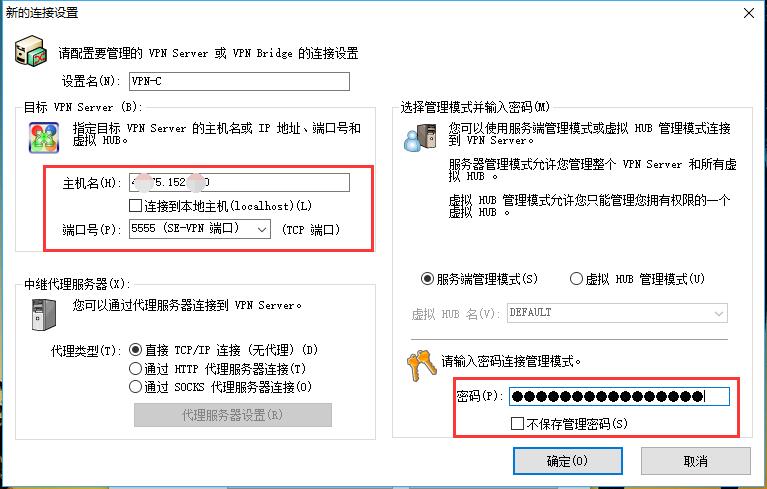 新的连接设置
请配置要管理的 VPN Server 或 VPN Bridge 的连接设置
设置名(N):
VPN-C
目标 VPN Server (B):
指定目标 VPN Server 的主机名或 IP 地址、端口号和
虚拟 HUB。
主机名(H):
75.152
连接到本地主机(localhost)(L)
端口号(P):
5555 (SE-VPN 端口)
(TCP 端口)
中继代理服务器(X):
您可以通过代理服务器连接到 VPN Server。
代理类型(T):
直接 TCP/IP 连接 (无代理) (D)
通过 HTTP 代理服务器连接(T)
通过 SOCKS 代理服务器连接(O)
代理服务器设置(R)
选择管理模式并输入密码(M)
您可以使用服务端管理模式或虚拟 HUB 管理模式连接
到 VPN Server。
服务器管理模式允许您管理整个 VPN Server 和所有虚
拟 HUB 。
虚拟 HUB 管理模式允许您只能管理您拥有权限的一个
虚拟 HUB 。
服务端管理模式(S)
虚拟 HUB 管理模式(U)
虚拟 HUB 名(V):
DEFAULT
请输入密码连接管理模式。
密码(P):
●●●●●●●●●●●●●●●●
不保存管理密码(S)
确定(O)
取消